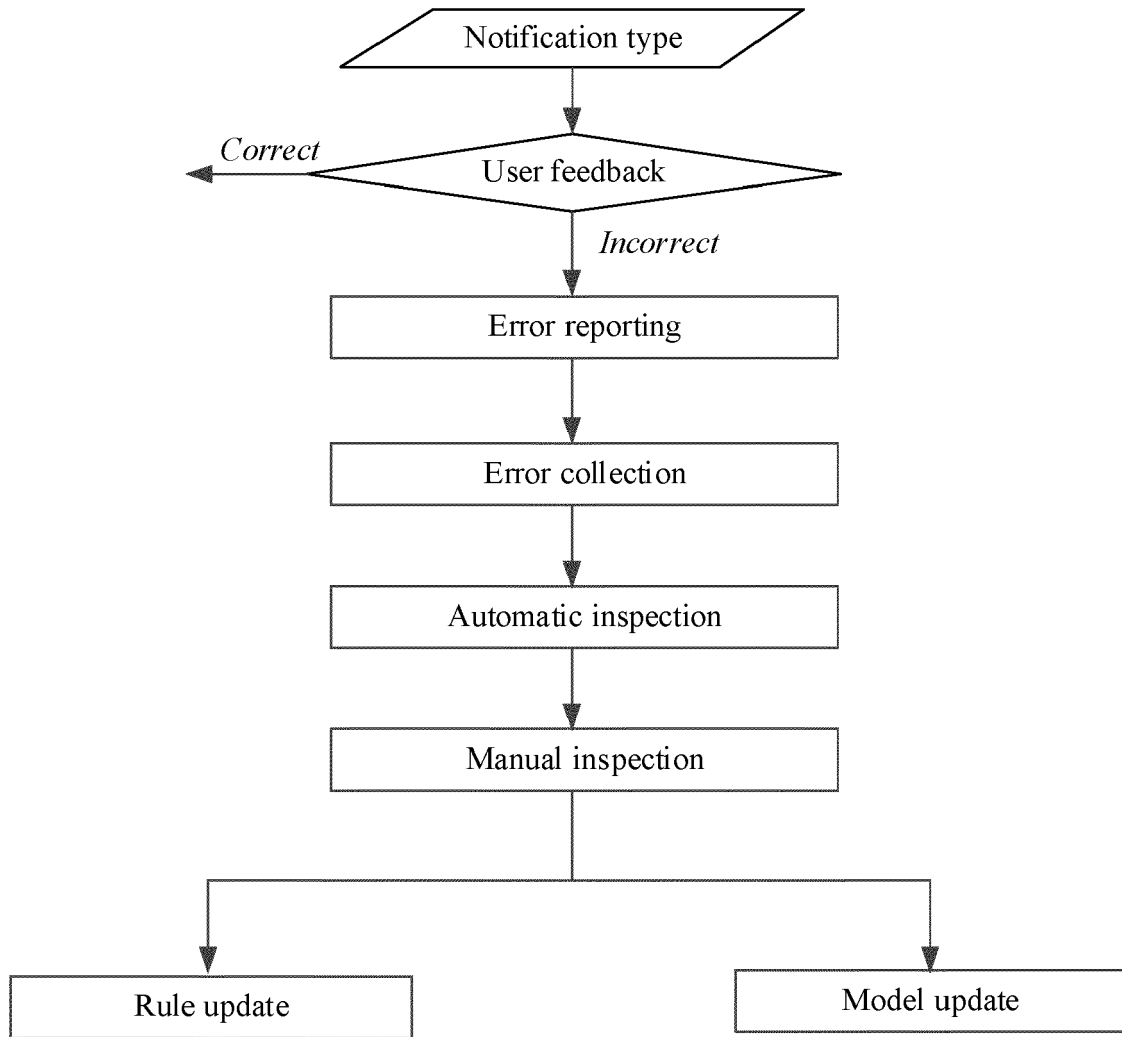 Notification type
Correct
User feedback
Incorrect
Error reporting
Error collection
Automatic inspection
Manual inspection
Rule update
Model update